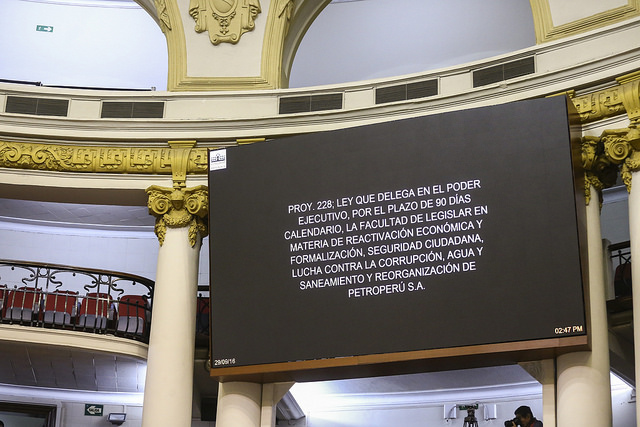 PROY. 228; LEY QUE DELEGA EN EL PODER
EJECUTIVO, POR EL PLAZO DE 90 DÍAS
CALENDARIO, LA FACULTAD DE LEGISLAR EN
MATERIA DE REACTIVACIÓN ECONÓMICA Y
FORMALIZACIÓN, SEGURIDAD CIUDADANA,
LUCHA CONTRA LA CORRUPCIÓN, AGUA Y
SANEAMIENTO Y REORGANIZACIÓN DE
PETROPERÚ S.A.
29/09/16
02:47 PM